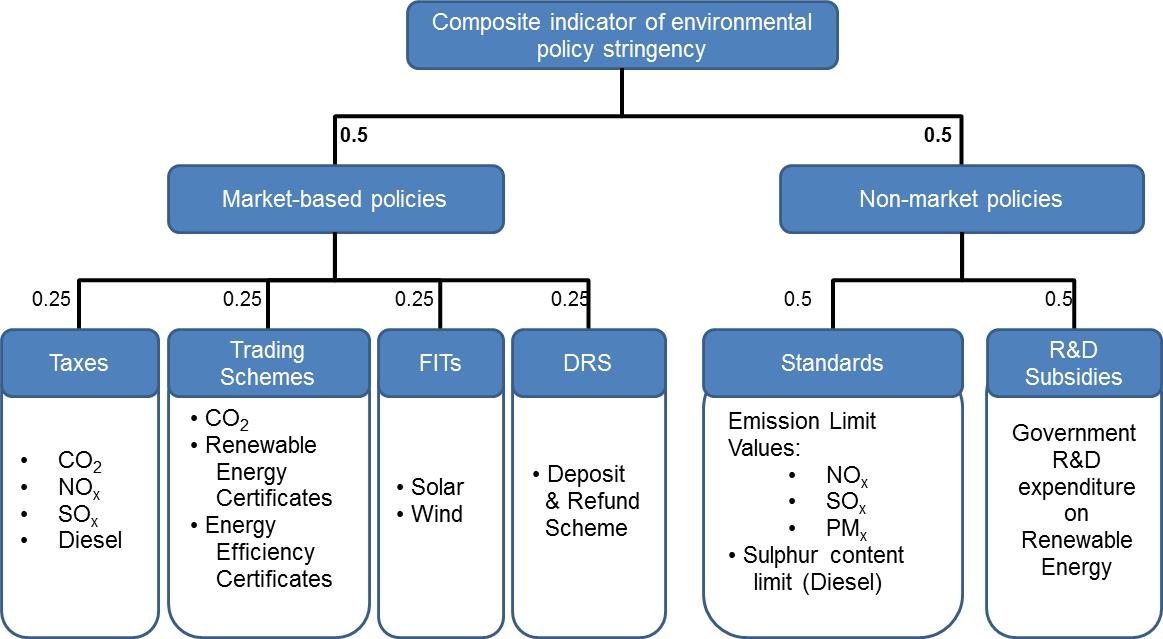 Composite indicator of environmental
policy stringency
0.5
0.5
Market-based policies
Non-market policies
0.25
0.25
0.25
0.25
0.5
0.5
Taxes
Trading
Schemes
FITs
DRS
Standards
R&D
Subsidies
• CO₂
• NOₓ
• SOₓ
• Diesel
• CO₂
• Renewable
Energy
Certificates
• Energy
Efficiency
Certificates
• Solar
• Wind
• Deposit
& Refund
Scheme
Emission Limit
Values:
• NOₓ
• SOₓ
• PMₓ
• Sulphur content
limit (Diesel)
Government
R&D
expenditure
on
Renewable
Energy